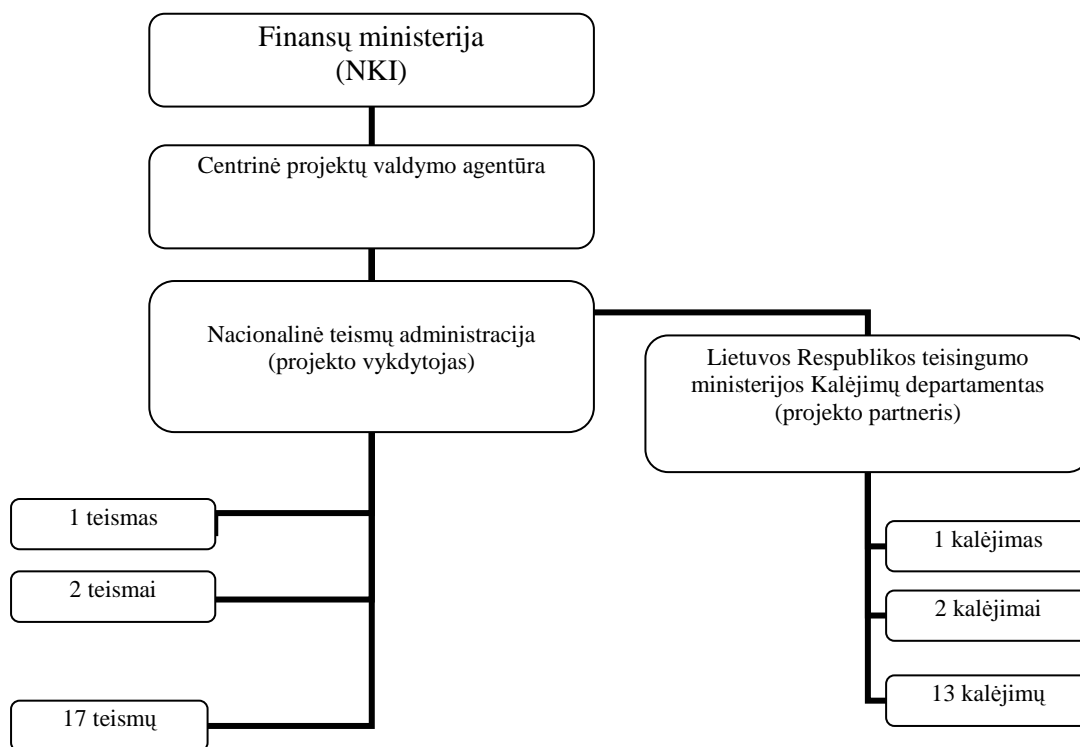 Finansų ministerija
(NKI)
Centrinė projektų valdymo agentūra
Nacionalinė teismų administracija
(projekto vykdytojas)
Lietuvos Respublikos teisingumo
ministerijos Kalėjimų departamentas
(projekto partneris)
1 teismas
2 teismai
17 teismų
1 kalėjimas
2 kalėjimai
13 kalėjimų